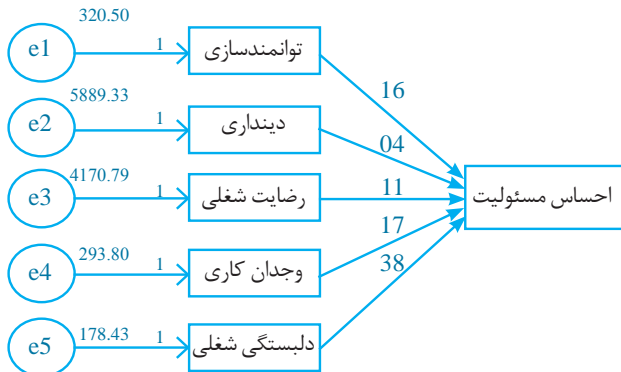 320.50
e1
1
توانمندسازی
16
5889.33
e2
1
دینداری
04
4170.79
e3
1
رضایت شغلی
11
احساس مسئولیت
293.80
e4
1
وجدان کاری
17
178.43
e5
1
دلبستگی شغلی
38